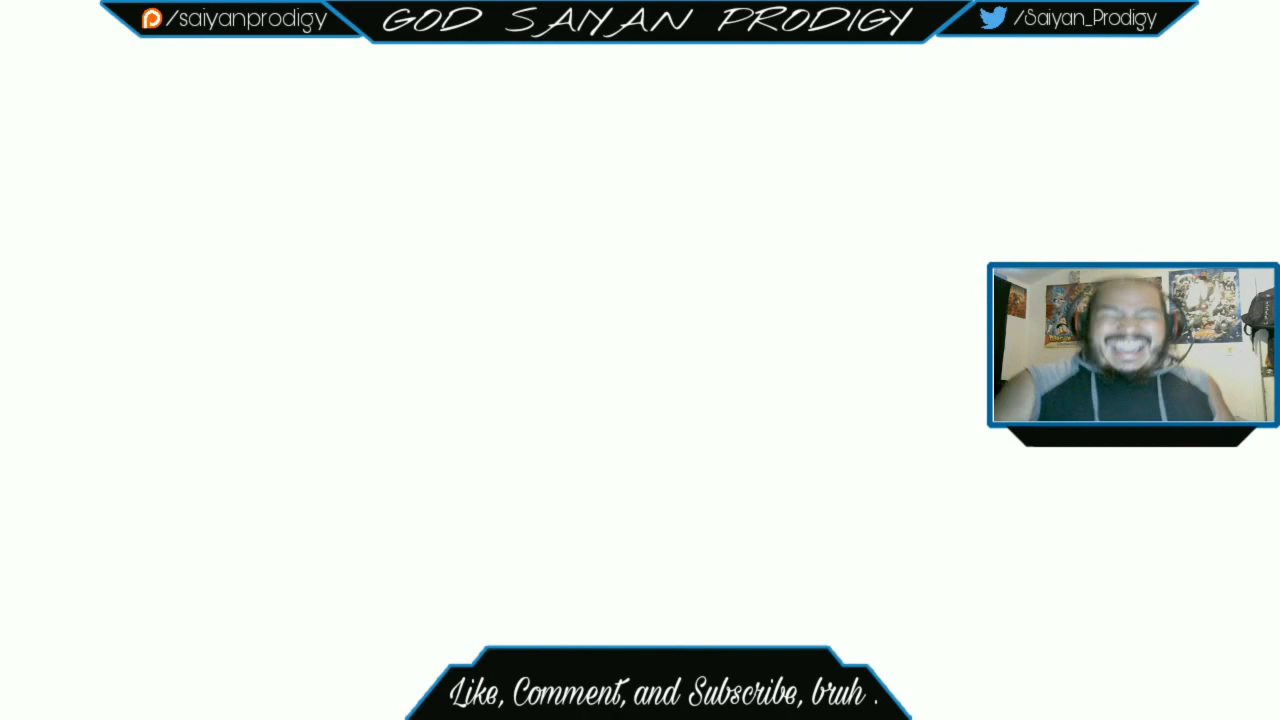 /saiyanprodigy
GOD SAIYAN PRODIGY
/Saiyan_Prodigy
Like, Comment, and Subscribe, bruh .